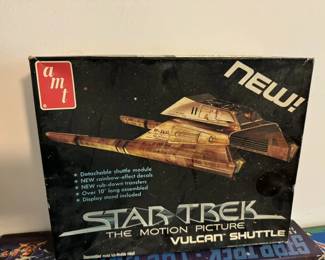 amt
NEW!
• Detachable shuttle module
• NEW rainbow-effect decals
• NEW rub-down transfers
• Over 10" long assembled
• Display stand included
STAR TREK
THE MOTION PICTURE
VULCAN SHUTTLE